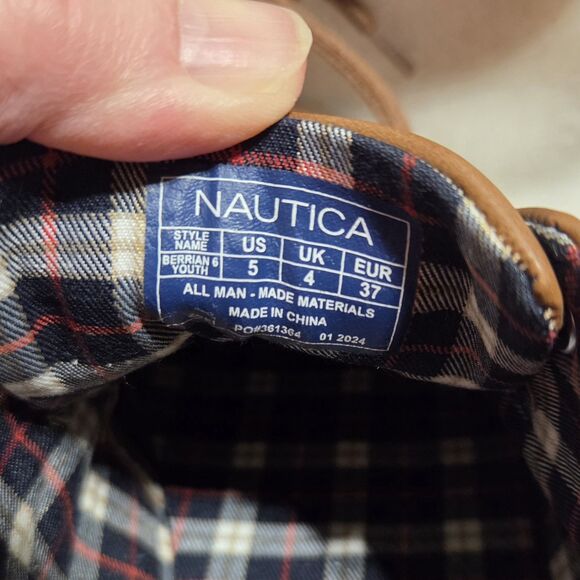 NAUTICA
STYLE NAME US UK EUR
BERRIAN 6 YOUTH 5 4 37
ALL MAN - MADE MATERIALS
MADE IN CHINA
PO#361364 01 2024